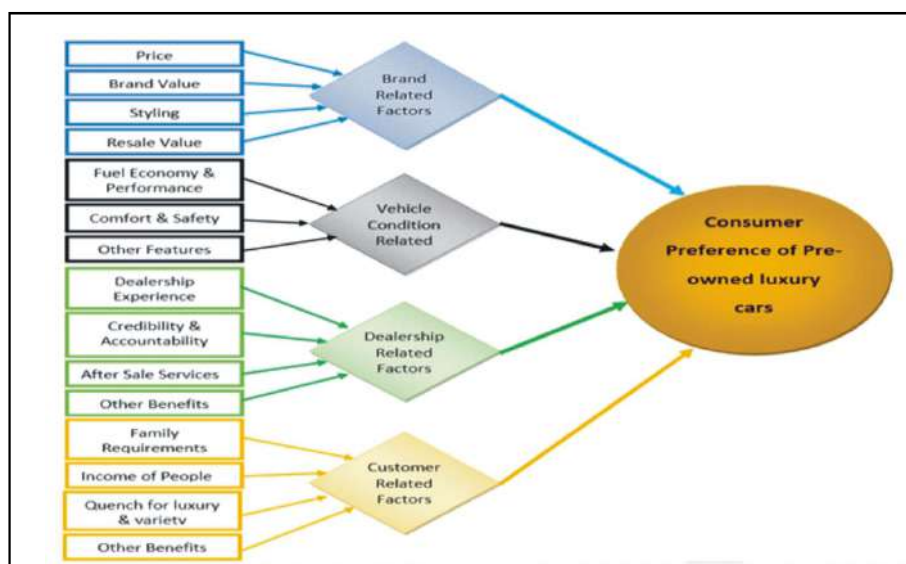 Price
Brand Value
Styling
Resale Value
Fuel Economy &
Performance
Comfort & Safety
Other Features
Dealership
Experience
Credibility &
Accountability
After Sale Services
Other Benefits
Family
Requirements
Income of People
Quench for luxury
& variety
Other Benefits
Brand
Related
Factors
Vehicle
Condition
Related
Dealership
Related
Factors
Customer
Related
Factors
Consumer
Preference of Pre-
owned luxury
cars